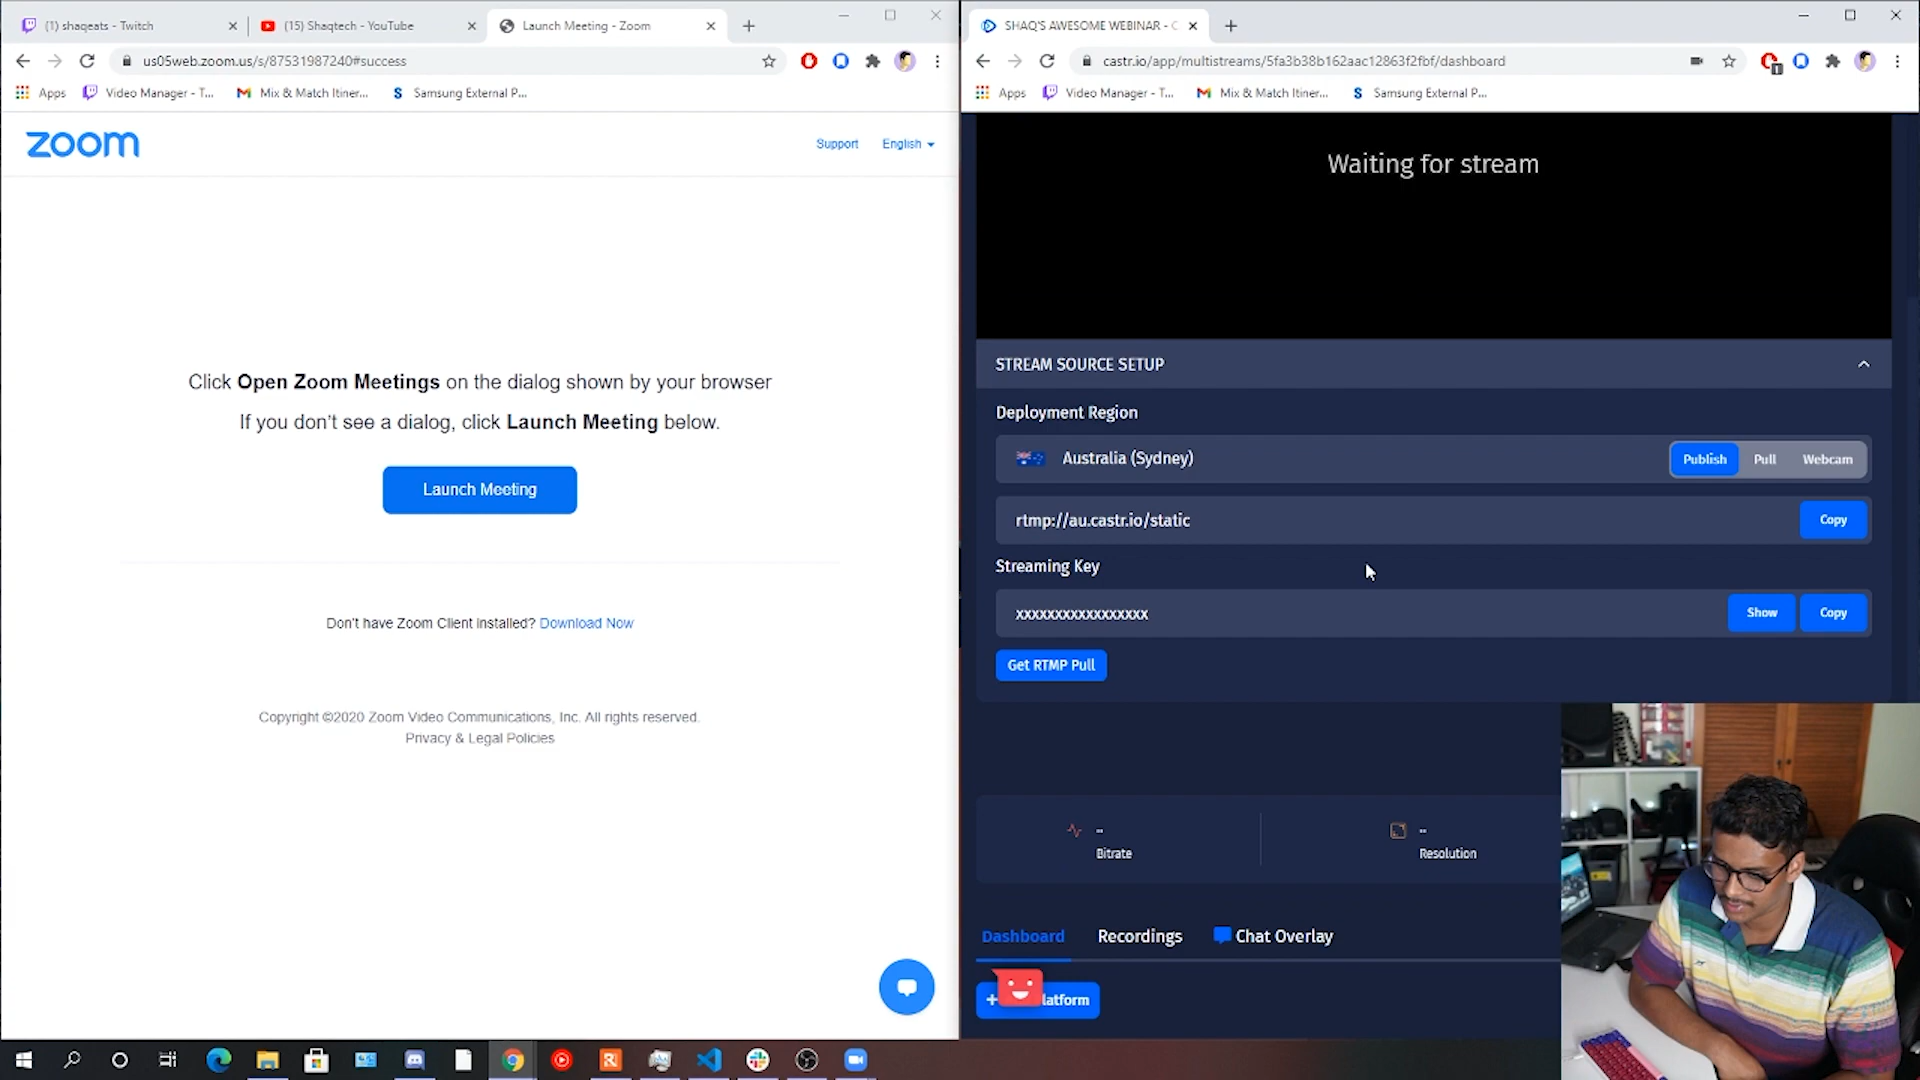 (1) shaqeats - Twitch
(15) Shaqtech - YouTube
Launch Meeting - Zoom
us05web.zoom.us/s/87531987240#success
Apps
Video Manager - T...
Mix & Match Itiner...
Samsung External P...
zoom
Support
English
Click Open Zoom Meetings on the dialog shown by your browser
If you don't see a dialog, click Launch Meeting below.
Launch Meeting
Don't have Zoom Client installed? Download Now
Copyright ©2020 Zoom Video Communications, Inc. All rights reserved.
Privacy & Legal Policies
SHAQ'S AWESOME WEBINAR - C
castr.io/app/multistreams/5fa3b38b162aac12863f2fbf/dashboard
Apps
Video Manager - T...
Mix & Match Itiner...
Samsung External P...
Waiting for stream
STREAM SOURCE SETUP
Deployment Region
Australia (Sydney)
Publish
Pull
Webcam
rtmp://au.castr.io/static
Copy
Streaming Key
xxxxxxxxxxxxxxxxx
Show
Copy
Get RTMP Pull
--
Bitrate
--
Resolution
Dashboard
Recordings
Chat Overlay
+
latform